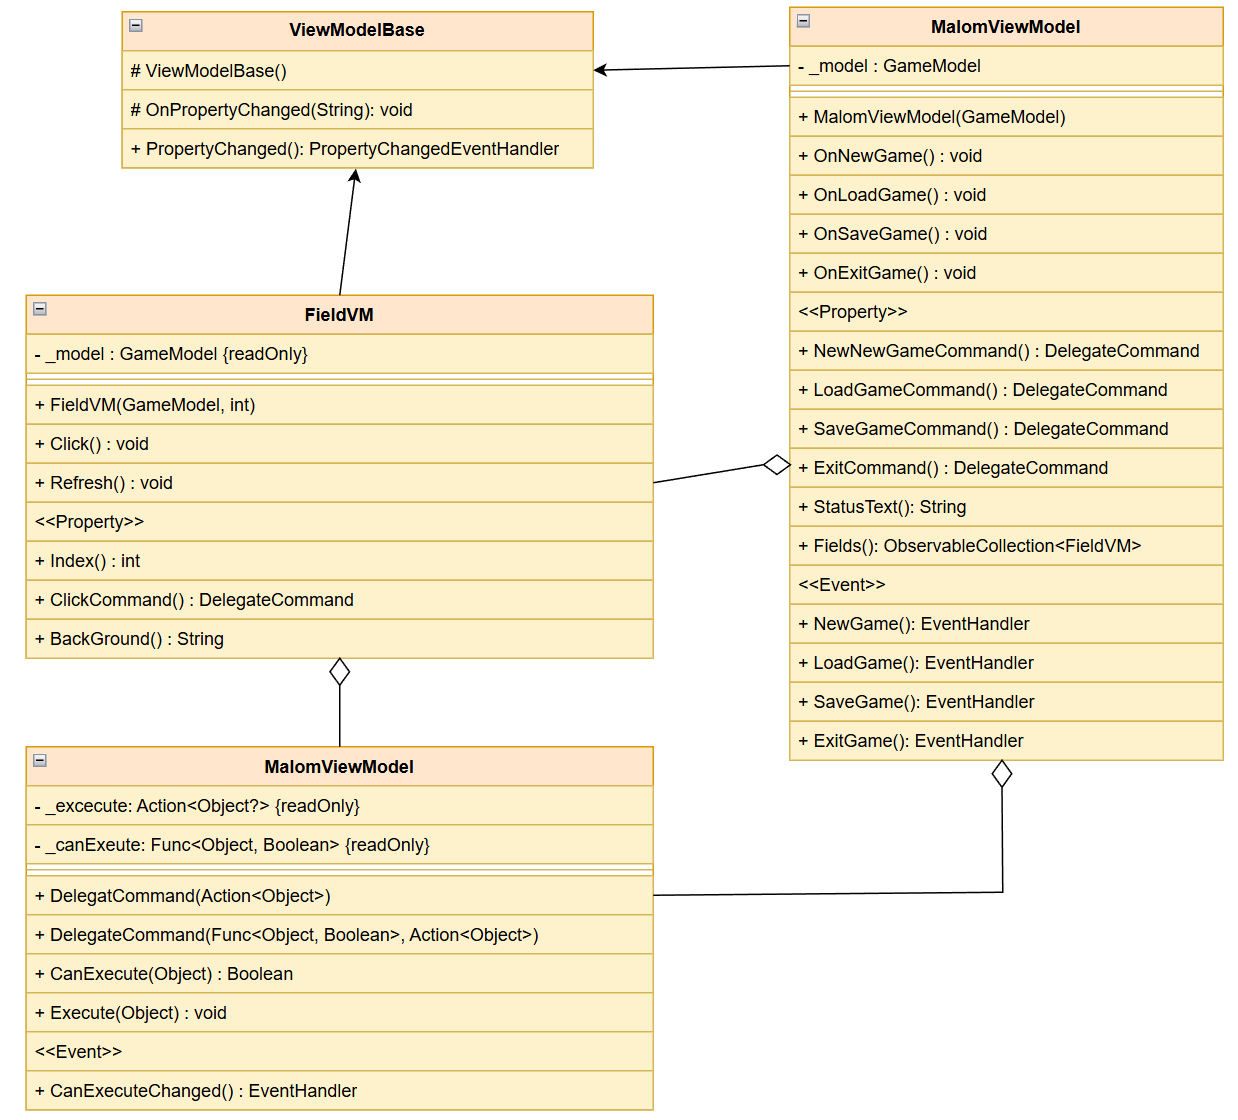 ViewModelBase
# ViewModelBase()
# OnPropertyChanged(String): void
+ PropertyChanged(): PropertyChangedEventHandler
MalomViewModel
- _model : GameModel
+ MalomViewModel(GameModel)
+ OnNewGame() : void
+ OnLoadGame() : void
+ OnSaveGame() : void
+ OnExitGame() : void
<<Property>>
+ NewNewGameCommand() : DelegateCommand
+ LoadGameCommand() : DelegateCommand
+ SaveGameCommand() : DelegateCommand
+ ExitCommand() : DelegateCommand
+ StatusText(): String
+ Fields(): ObservableCollection<FieldVM>
<<Event>>
+ NewGame(): EventHandler
+ LoadGame(): EventHandler
+ SaveGame(): EventHandler
+ ExitGame(): EventHandler
FieldVM
- _model : GameModel {readOnly}
+ FieldVM(GameModel, int)
+ Click() : void
+ Refresh() : void
<<Property>>
+ Index() : int
+ ClickCommand() : DelegateCommand
+ BackGround() : String
MalomViewModel
- _excecute: Action<Object?> {readOnly}
- _canExeute: Func<Object, Boolean> {readOnly}
+ DelegatCommand(Action<Object>)
+ DelegateCommand(Func<Object, Boolean>, Action<Object>)
+ CanExecute(Object) : Boolean
+ Execute(Object) : void
<<Event>>
+ CanExecuteChanged() : EventHandler